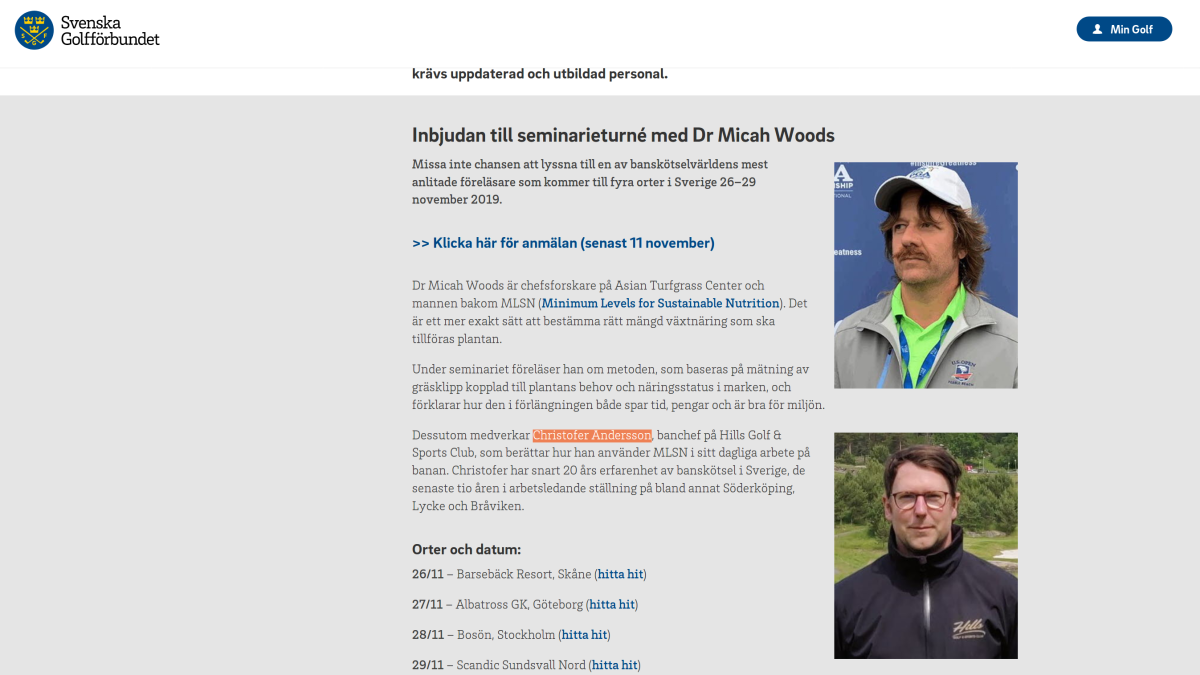 Svenska
Golfförbundet
Min Golf
krävs uppdaterad och utbildad personal.
Inbjudan till seminarieturné med Dr Micah Woods
Missa inte chansen att lyssna till en av banskötselvärldens mest
anlitade föreläsare som kommer till fyra orter i Sverige 26–29
november 2019.
>> Klicka här för anmälan (senast 11 november)
Dr Micah Woods är chefsforskare på Asian Turfgrass Center och
mannen bakom MLSN (Minimum Levels for Sustainable Nutrition). Det
är ett mer exakt sätt att bestämma rätt mängd växtnäring som ska
tillföras plantan.
Under seminariet föreläser han om metoden, som baseras på mätning av
gräsklipp kopplad till plantans behov och näringsstatus i marken, och
förklarar hur den i förlängningen både spar tid, pengar och är bra för miljön.
Dessutom medverkar Christofer Andersson, banchef på Hills Golf &
Sports Club, som berättar hur han använder MLSN i sitt dagliga arbete på
banan. Christofer har snart 20 års erfarenhet av banskötsel i Sverige, de
senaste tio åren i arbetsledande ställning på bland annat Söderköping,
Lycke och Bråviken.
Orter och datum:
26/11 – Barsebäck Resort, Skåne (hitta hit)
27/11 – Albatross GK, Göteborg (hitta hit)
28/11 – Bosön, Stockholm (hitta hit)
29/11 – Scandic Sundsvall Nord (hitta hit)
U.S. OPEN
Hills